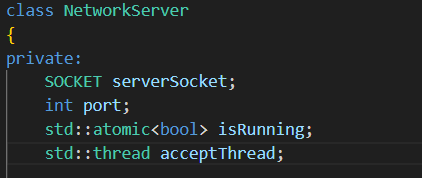 class NetworkServer
{
private:
    SOCKET serverSocket;
    int port;
    std::atomic<bool> isRunning;
    std::thread acceptThread;